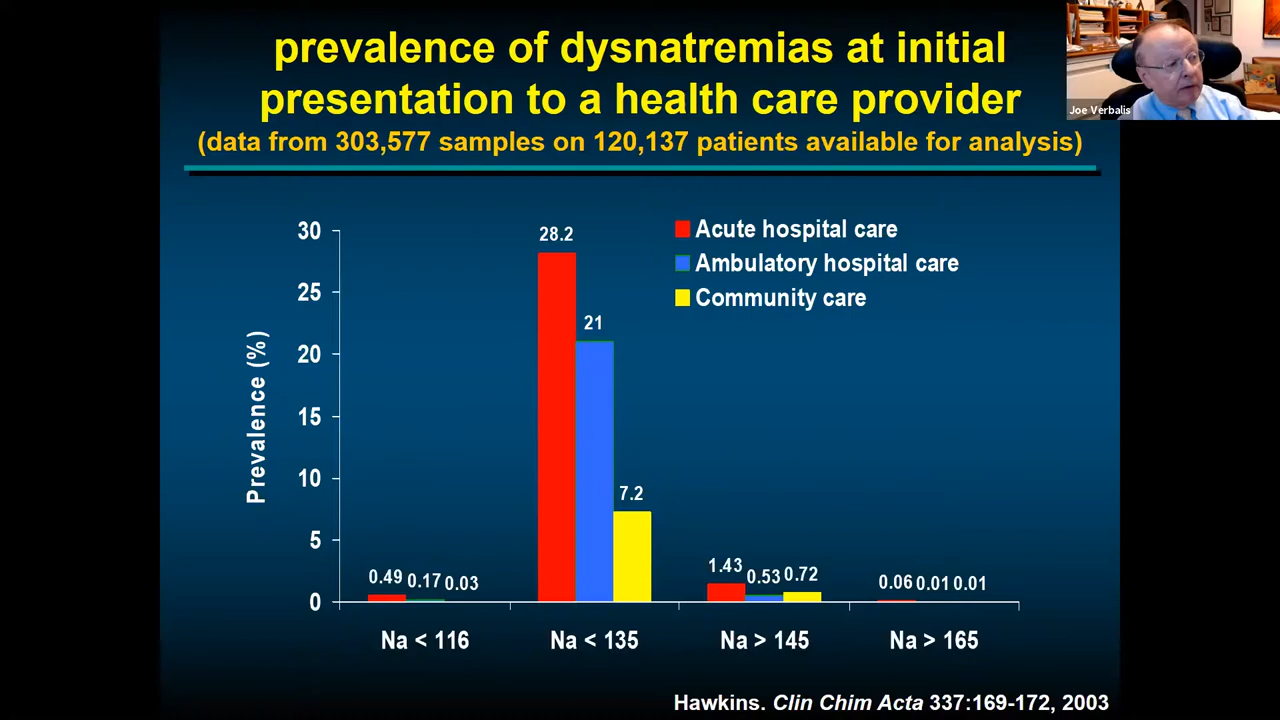 prevalence of dysnatremias at initial
presentation to a health care provider
(data from 303,577 samples on 120,137 patients available for analysis)
Joe Verbalis
Acute hospital care
Ambulatory hospital care
Community care
Prevalence (%)
30
25
20
15
10
5
0
0.49 0.17 0.03
28.2
21
7.2
1.43 0.53 0.72
0.06 0.01 0.01
Na < 116 Na < 135 Na > 145 Na > 165
Hawkins. Clin Chim Acta 337:169-172, 2003